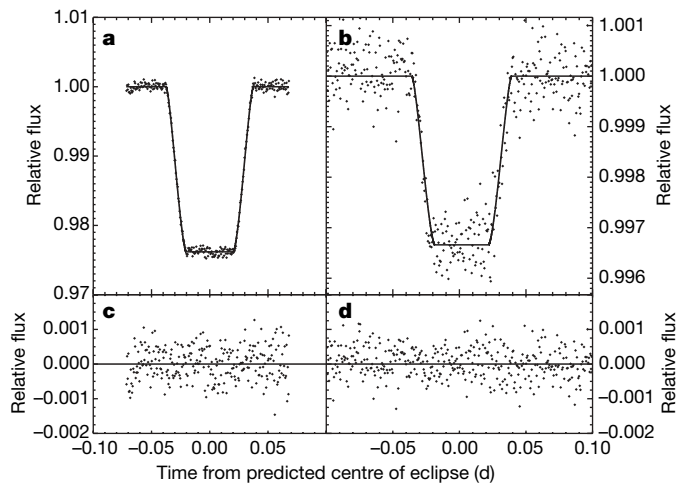 a
b
1.01
1.00
0.99
0.98
0.97
Relative flux
1.001
1.000
0.999
0.998
0.997
0.996
Relative flux
c
d
0.001
0.000
−0.001
−0.002
Relative flux
0.001
0.000
−0.001
−0.002
Relative flux
−0.10 −0.05 0.00 0.05 −0.05 0.00 0.05 0.10
Time from predicted centre of eclipse (d)